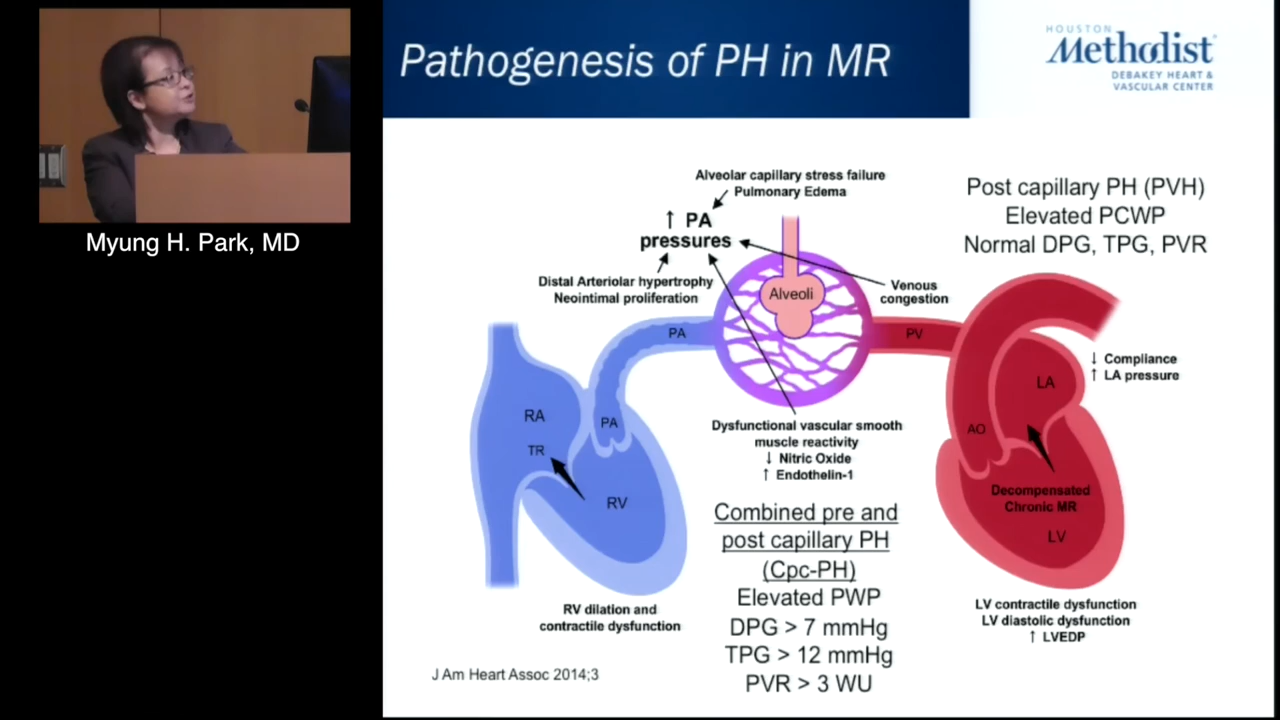 Pathogenesis of PH in MR
HOUSTON
Methodist
DEBAKEY HEART &
VASCULAR CENTER
Myung H. Park, MD
Alveolar capillary stress failure
Pulmonary Edema
↑ PA
pressures
Distal Arteriolar hypertrophy
Neointimal proliferation
Alveoli
Venous
congestion
Post capillary PH (PVH)
Elevated PCWP
Normal DPG, TPG, PVR
PA
PV
↓ Compliance
↑ LA pressure
LA
RA
PA
AO
TR
RV
Dysfunctional vascular smooth
muscle reactivity
↓ Nitric Oxide
↑ Endothelin-1
Decompensated
Chronic MR
LV
Combined pre and
post capillary PH
(Cpc-PH)
Elevated PWP
DPG > 7 mmHg
TPG > 12 mmHg
PVR > 3 WU
RV dilation and
contractile dysfunction
LV contractile dysfunction
LV diastolic dysfunction
↑ LVEDP
J Am Heart Assoc 2014;3